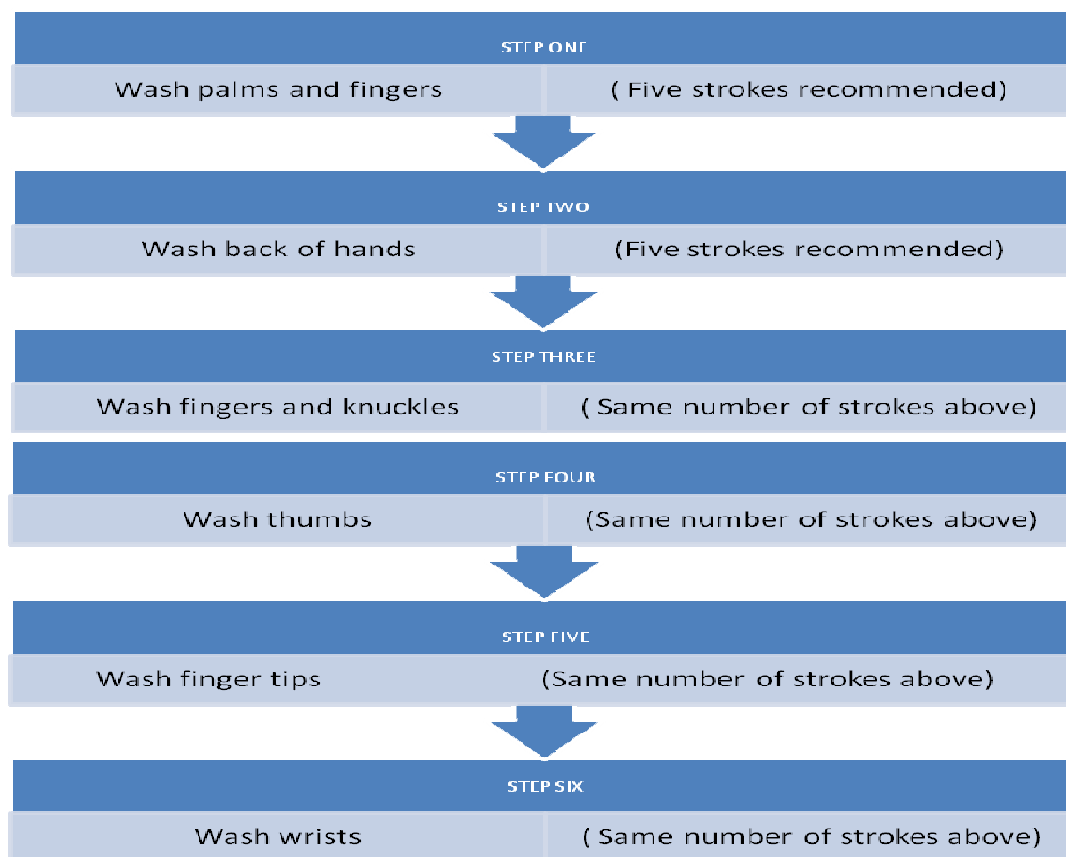 STEP ONE
Wash palms and fingers ( Five strokes recommended)
STEP TWO
Wash back of hands (Five strokes recommended)
STEP THREE
Wash fingers and knuckles ( Same number of strokes above)
STEP FOUR
Wash thumbs (Same number of strokes above)
STEP FIVE
Wash finger tips (Same number of strokes above)
STEP SIX
Wash wrists ( Same number of strokes above)